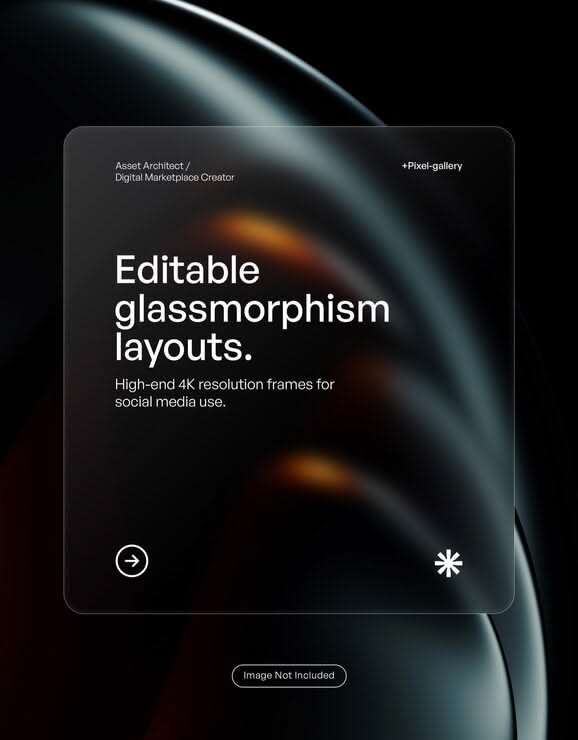 Asset Architect /
Digital Marketplace Creator
+Pixel-gallery
Editable
glassmorphism
layouts.
High-end 4K resolution frames for
social media use.
Image Not Included